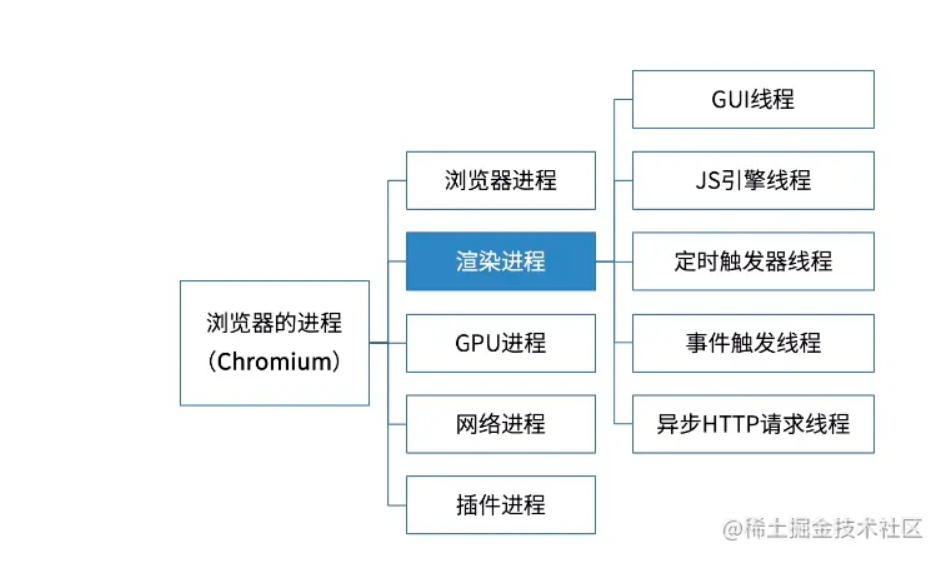 浏览器的进程
（Chromium）
浏览器进程
渲染进程
GPU进程
网络进程
插件进程
GUI线程
JS引擎线程
定时触发器线程
事件触发线程
异步HTTP请求线程
@稀土掘金技术社区